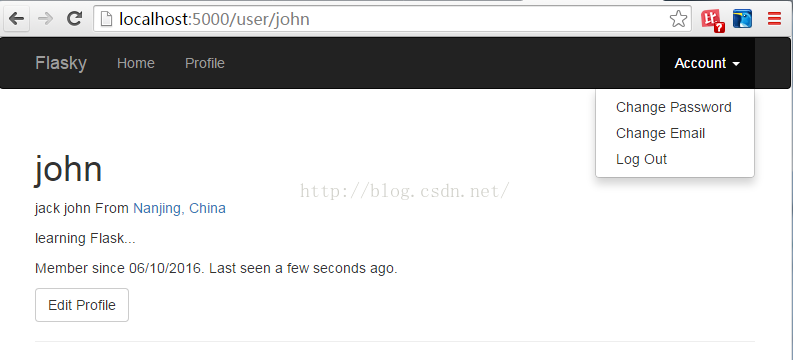 localhost:5000/user/john
Flasky Home Profile Account
Change Password
Change Email
Log Out
john
http://blog.csdn.net/
jack john From Nanjing, China
learning Flask...
Member since 06/10/2016. Last seen a few seconds ago.
Edit Profile